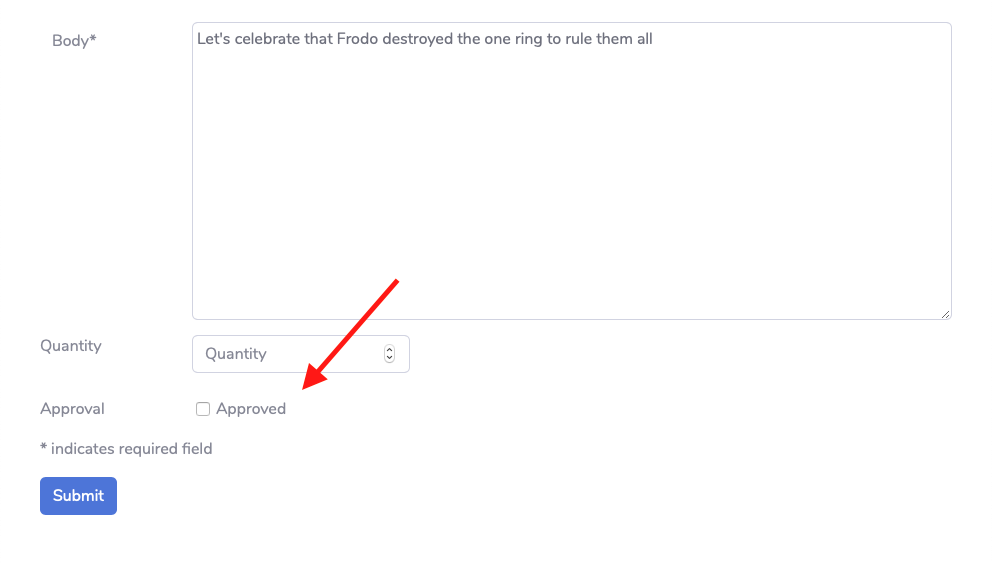 Body*
Let's celebrate that Frodo destroyed the one ring to rule them all
Quantity
Quantity
Approval
Approved
* indicates required field
Submit